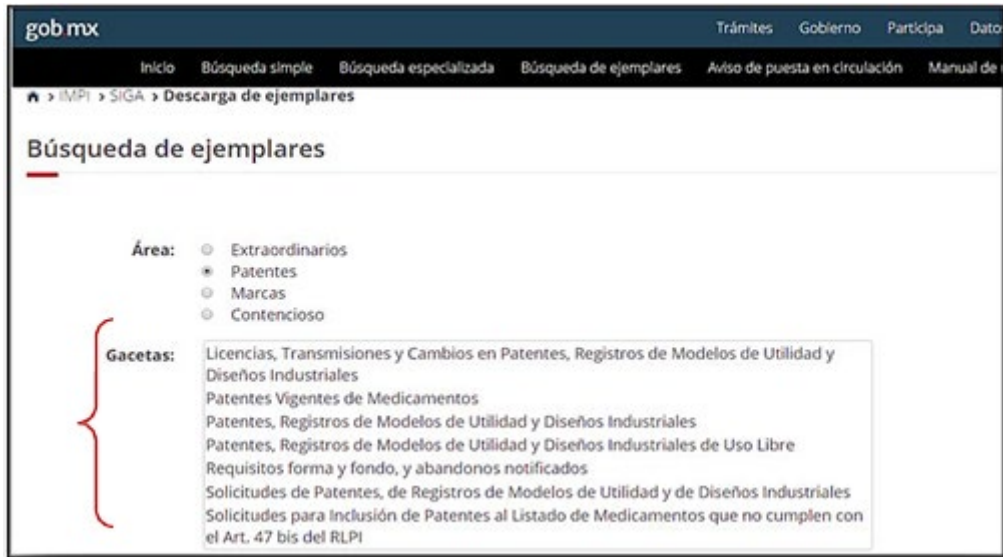 gob.mx
Trámites Gobierno Participa Dato
Inicio Búsqueda simple Búsqueda especializada Búsqueda de ejemplares Aviso de puesta en circulación Manual de
> IMPI > SIGA > Descarga de ejemplares
Búsqueda de ejemplares
Área:
Extraordinarios
Patentes
Marcas
Contencioso
Gacetas:
Licencias, Transmisiones y Cambios en Patentes, Registros de Modelos de Utilidad y
Diseños Industriales
Patentes Vigentes de Medicamentos
Patentes, Registros de Modelos de Utilidad y Diseños Industriales
Patentes, Registros de Modelos de Utilidad y Diseños Industriales de Uso Libre
Requisitos forma y fondo, y abandonos notificados
Solicitudes de Patentes, de Registros de Modelos de Utilidad y de Diseños Industriales
Solicitudes para Inclusión de Patentes al Listado de Medicamentos que no cumplen con
el Art. 47 bis del RLPI